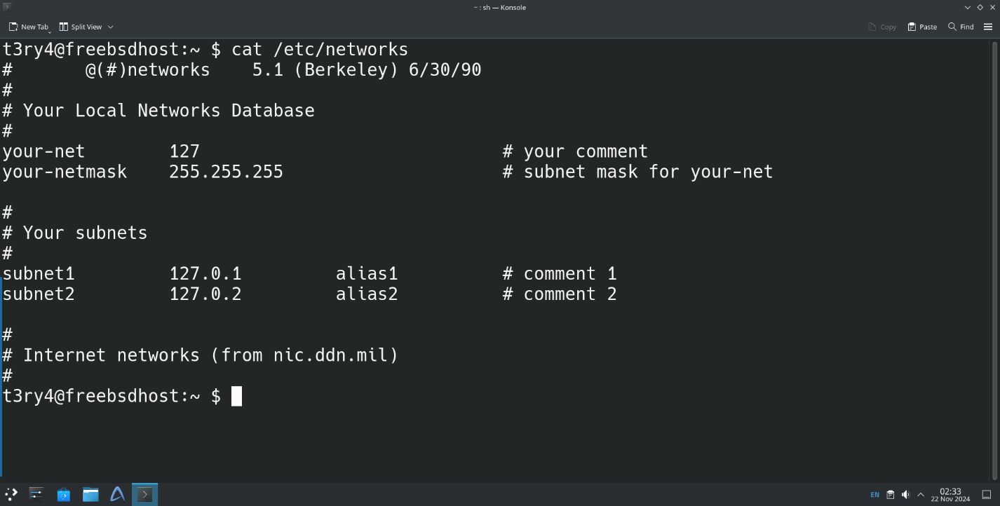 ~ : sh — Konsole
New Tab Split View Copy Paste Find
t3ry4@freebsdhost:~ $ cat /etc/networks
#       @(#)networks    5.1 (Berkeley) 6/30/90
#
# Your Local Networks Database
#
your-net        127                             # your comment
your-netmask    255.255.255                     # subnet mask for your-net
#
# Your subnets
#
subnet1         127.0.1         alias1          # comment 1
subnet2         127.0.2         alias2          # comment 2
#
# Internet networks (from nic.ddn.mil)
#
t3ry4@freebsdhost:~ $
EN 02:33
22 Nov 2024